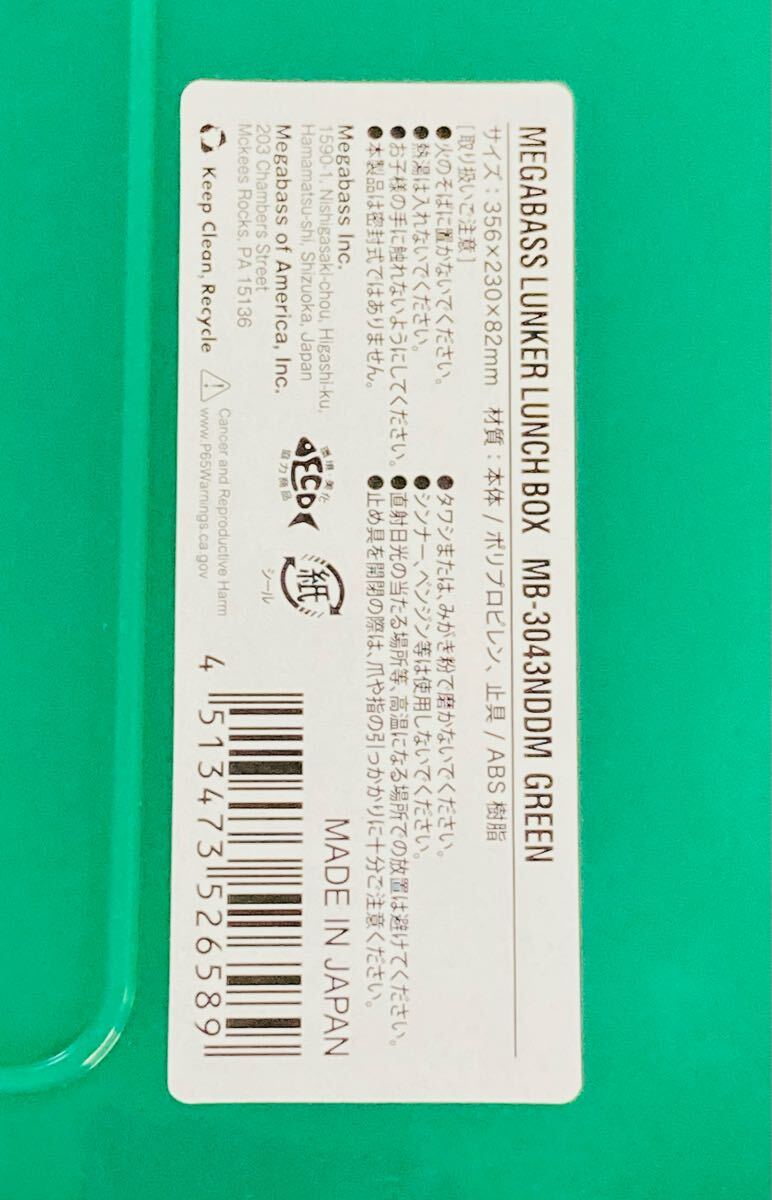 MEGABASS LUNKER LUNCH BOX MB-3043NDDM GREEN
サイズ：356×230×82mm 材質：本体 / ポリプロピレン、止具 / ABS 樹脂
[取り扱いご注意]
●火のそばに置かないでください。
●熱湯は入れないでください。
●お子様の手に触れないようにしてください。
●本製品は密封式ではありません。
●タワシまたは、みがき粉で磨かないでください。
●シンナー、ベンジン等は使用しないでください。
●直射日光の当たる場所等、高温になる場所での放置は避けてください。
●止め具を開閉の際は、爪や指の引っかかりに十分ご注意ください。
Megabass Inc.
1590-1, Nishigasaki-chou, Higashi-ku,
Hamamatsu-shi, Shizuoka, Japan
Megabass of America, Inc.
203 Chambers Street
Mckees Rocks, PA 15136
Keep Clean, Recycle
Cancer and Reproductive Harm
www.P65Warnings.ca.gov
環境・美化
ECO
協力商品
紙
シール
MADE IN JAPAN
4 513473 526589